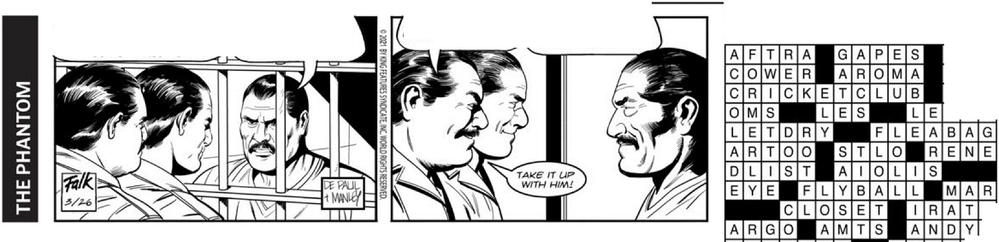 THE PHANTOM
Falk
3/26
DE PAUL
+ MANLEY
© 2021 BY KING FEATURES SYNDICATE, INC. WORLD RIGHTS RESERVED.
TAKE IT UP
WITH HIM!
AFTRA GAPES
COWER AROMA
CRICKETCLUB
OMS LES LE
LETDRY FLEABAG
ARTOO STLO RENE
DLIST AIOLIS
EYE FLYBALL MAR
CLOSET IRAT
ARGO AMTS ANDY